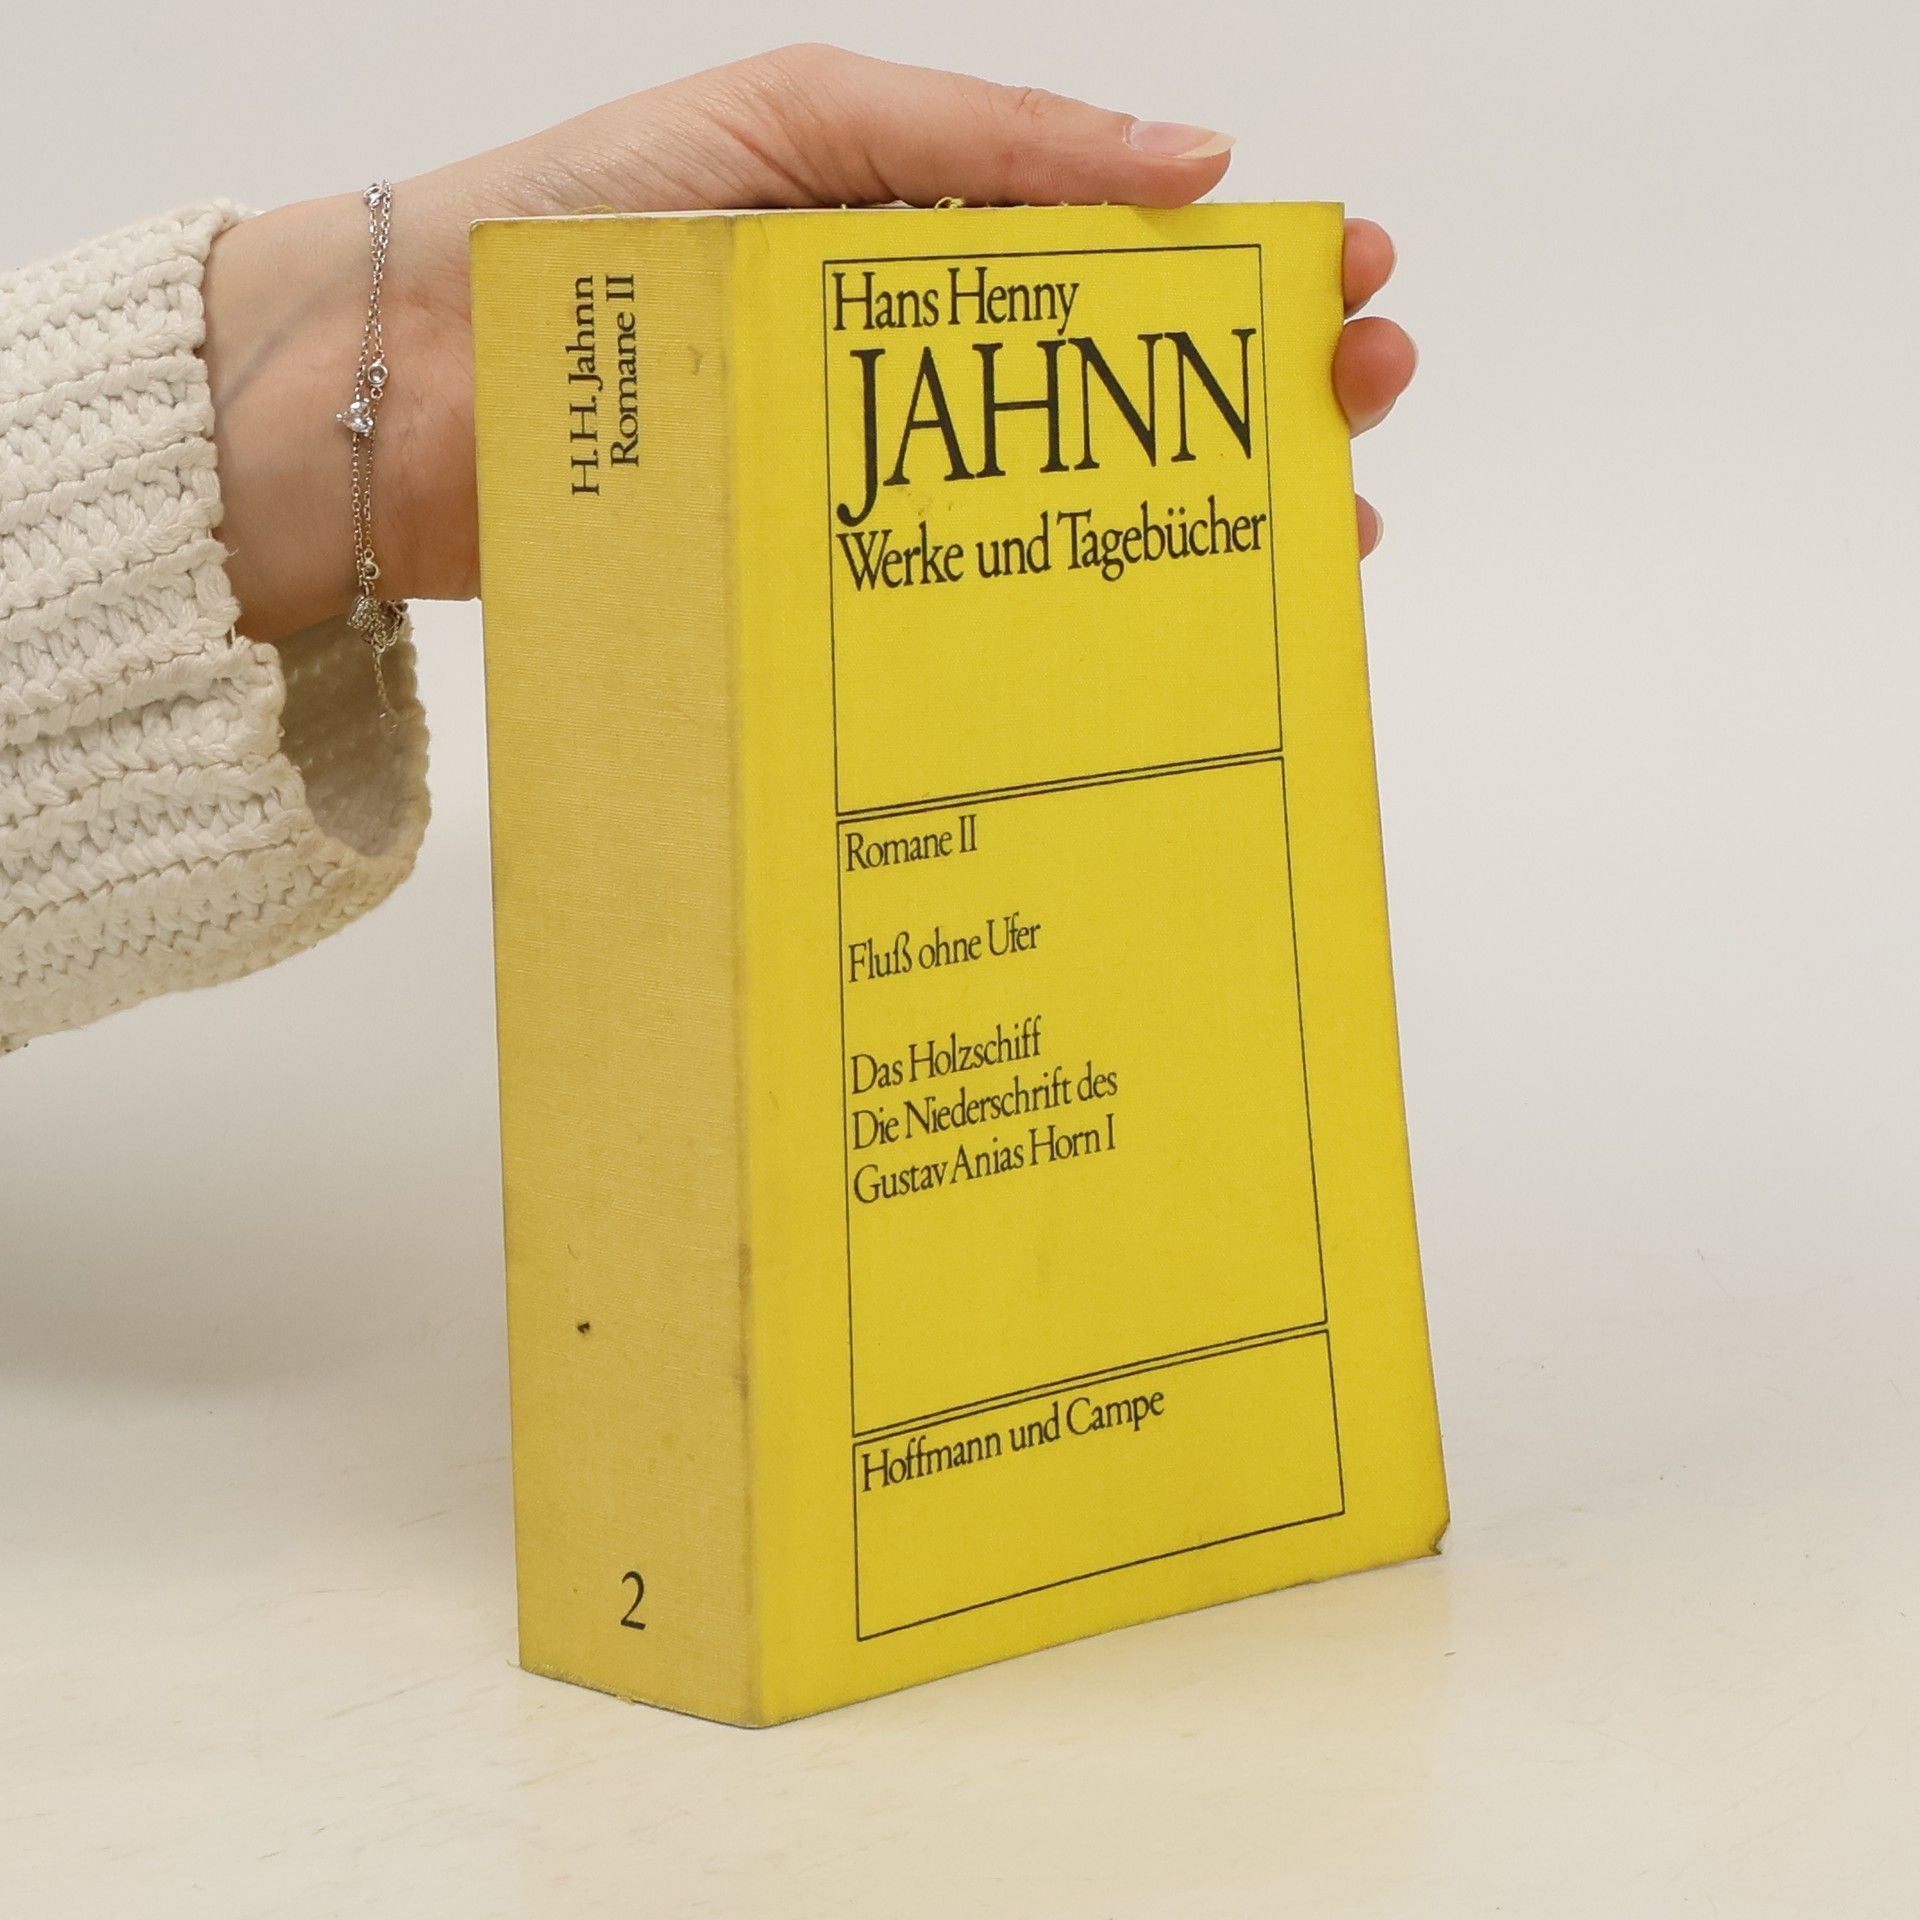 H.H. Jahnn
Romane II
2
Hans Henny
JAHNN
Werke und Tagebücher
Romane II
Fluß ohne Ufer
Das Holzschiff
Die Niederschrift des
Gustav Anias Horn I
Hoffmann und Campe